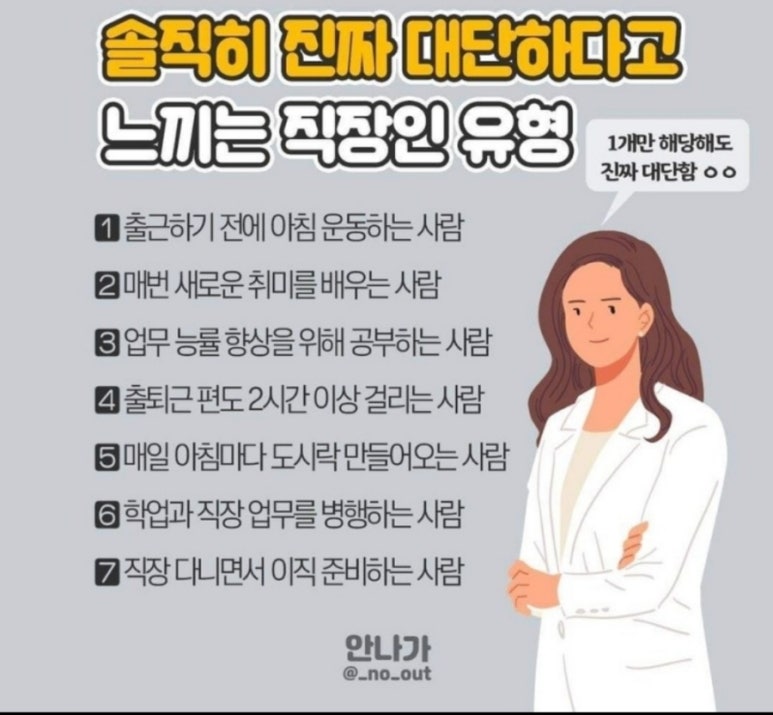 솔직히 진짜 대단하다고
느끼는 직장인 유형
1개만 해당해도
진짜 대단함 ㅇㅇ
1 출근하기 전에 아침 운동하는 사람
2 매번 새로운 취미를 배우는 사람
3 업무 능률 향상을 위해 공부하는 사람
4 출퇴근 편도 2시간 이상 걸리는 사람
5 매일 아침마다 도시락 만들어오는 사람
6 학업과 직장 업무를 병행하는 사람
7 직장 다니면서 이직 준비하는 사람
안나가
@_no_out